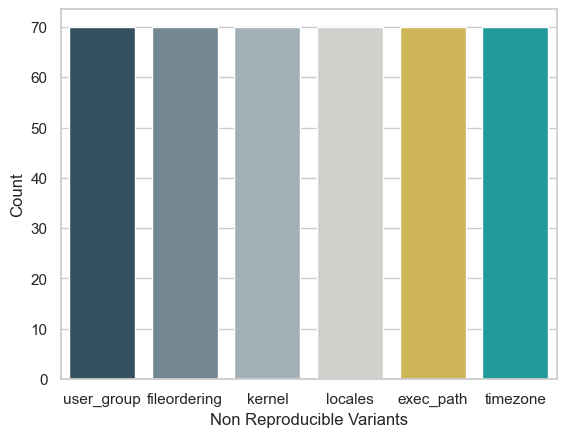 70
60
50
40
30
20
10
0
Count
user_group fileordering kernel locales exec_path timezone
Non Reproducible Variants